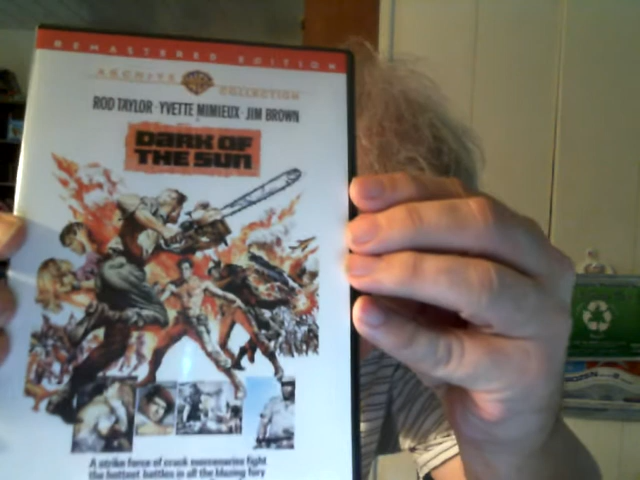 REMASTERED EDITION
ARCHIVE WB COLLECTION
ROD TAYLOR · YVETTE MIMIEUX · JIM BROWN
DARK OF
THE SUN
A strike force of crack mercenaries fight
the hottest battles in all the blazing fury